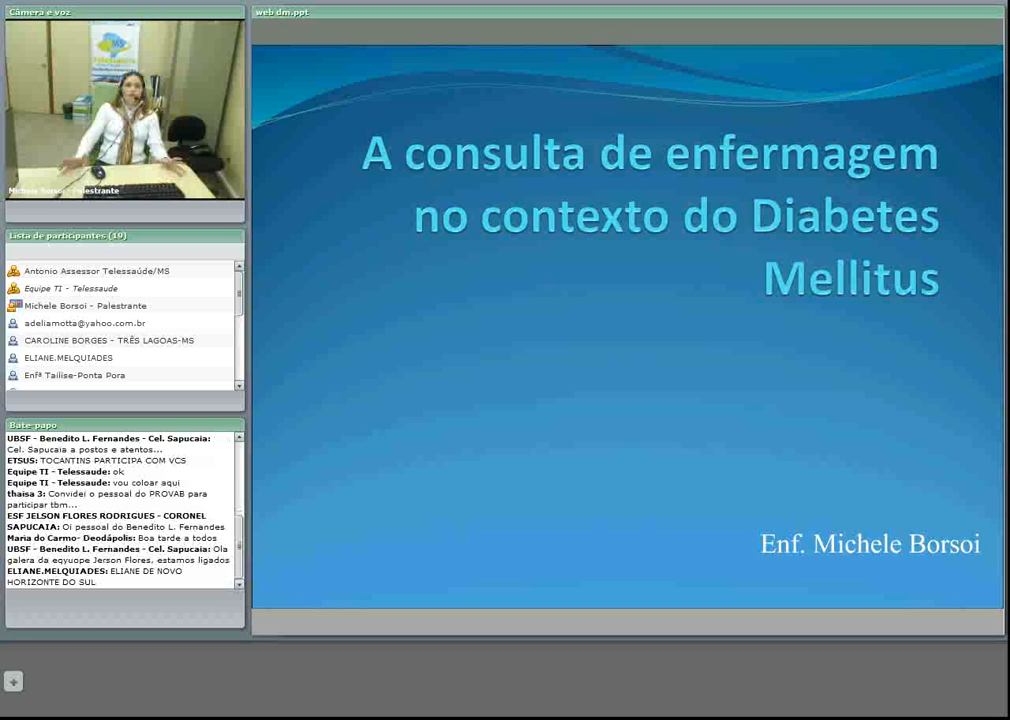 Câmera e voz
MS
Michele Borsoi - Palestrante
Lista de participantes (19)
Antonio Assessor Telessaúde/MS
Equipe TI - Telessaude
Michele Borsoi - Palestrante
adeliamotta@yahoo.com.br
CAROLINE BORGES - TRÊS LAGOAS-MS
ELIANE.MELQUIADES
Enfª Tailise-Ponta Pora
Bate-papo
UBSF - Benedito L. Fernandes - Cel. Sapucaia:
Cel. Sapucaia a postos e atentos...
ETSUS: TOCANTINS PARTICIPA COM VCS
Equipe TI - Telessaude: ok
Equipe TI - Telessaude: vou coloar aqui
thaisa 3: Convidei o pessoal do PROVAB para
participar tbm...
ESF JELSON FLORES RODRIGUES - CORONEL
SAPUCAIA: Oi pessoal do Benedito L. Fernandes
Maria do Carmo- Deodápolis: Boa tarde a todos
UBSF - Benedito L. Fernandes - Cel. Sapucaia: Ola
galera da eqyuope Jerson Flores, estamos ligados
ELIANE.MELQUIADES: ELIANE DE NOVO
HORIZONTE DO SUL
web dm.ppt
A consulta de enfermagem
no contexto do Diabetes
Mellitus
Enf. Michele Borsoi